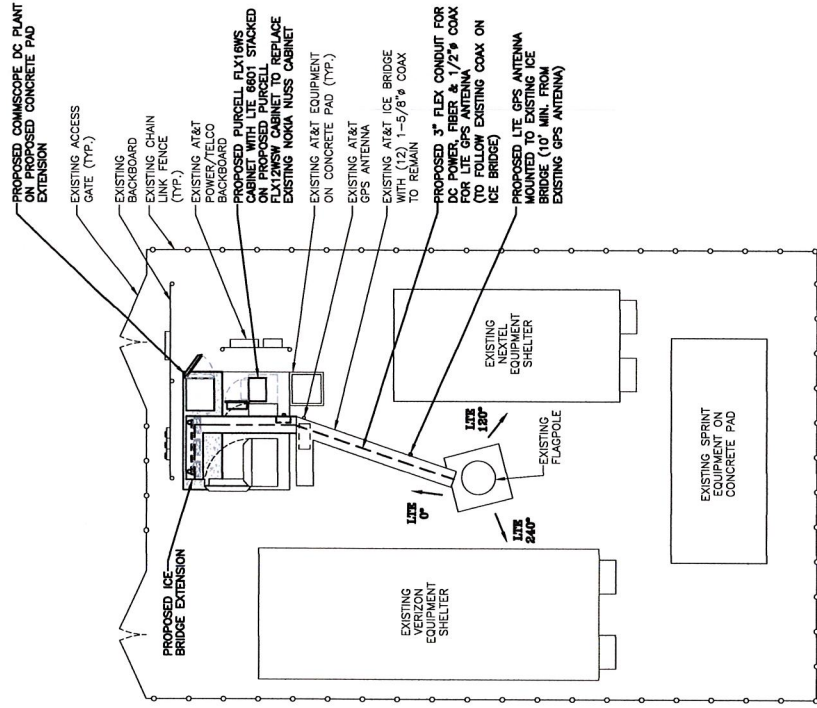 PROPOSED COMMSCOPE DC PLANT
ON PROPOSED CONCRETE PAD
EXTENSION
EXISTING ACCESS
GATE (TYP.)
EXISTING
BACKBOARD
EXISTING CHAIN
LINK FENCE
(TYP.)
EXISTING AT&T
POWER/TELCO
BACKBOARD
PROPOSED PURCELL FLX16WS
CABINET WITH LTE 6601 STACKED
ON PROPOSED PURCELL
FLX12WSW CABINET TO REPLACE
EXISTING NOKIA NUSS CABINET
EXISTING AT&T EQUIPMENT
ON CONCRETE PAD (TYP.)
EXISTING AT&T
GPS ANTENNA
EXISTING AT&T ICE BRIDGE
WITH (12) 1-5/8"ø COAX
TO REMAIN
PROPOSED 3" FLEX CONDUIT FOR
DC POWER, FIBER & 1/2"ø COAX
FOR LTE GPS ANTENNA
(TO FOLLOW EXISTING COAX ON
ICE BRIDGE)
PROPOSED LTE GPS ANTENNA
MOUNTED TO EXISTING ICE
BRIDGE (10' MIN. FROM
EXISTING GPS ANTENNA)
PROPOSED ICE
BRIDGE EXTENSION
LTE
0°
LTE
120°
LTE
240°
EXISTING
FLAGPOLE
EXISTING
NEXTEL
EQUIPMENT
SHELTER
EXISTING
VERIZON
EQUIPMENT
SHELTER
EXISTING SPRINT
EQUIPMENT ON
CONCRETE PAD